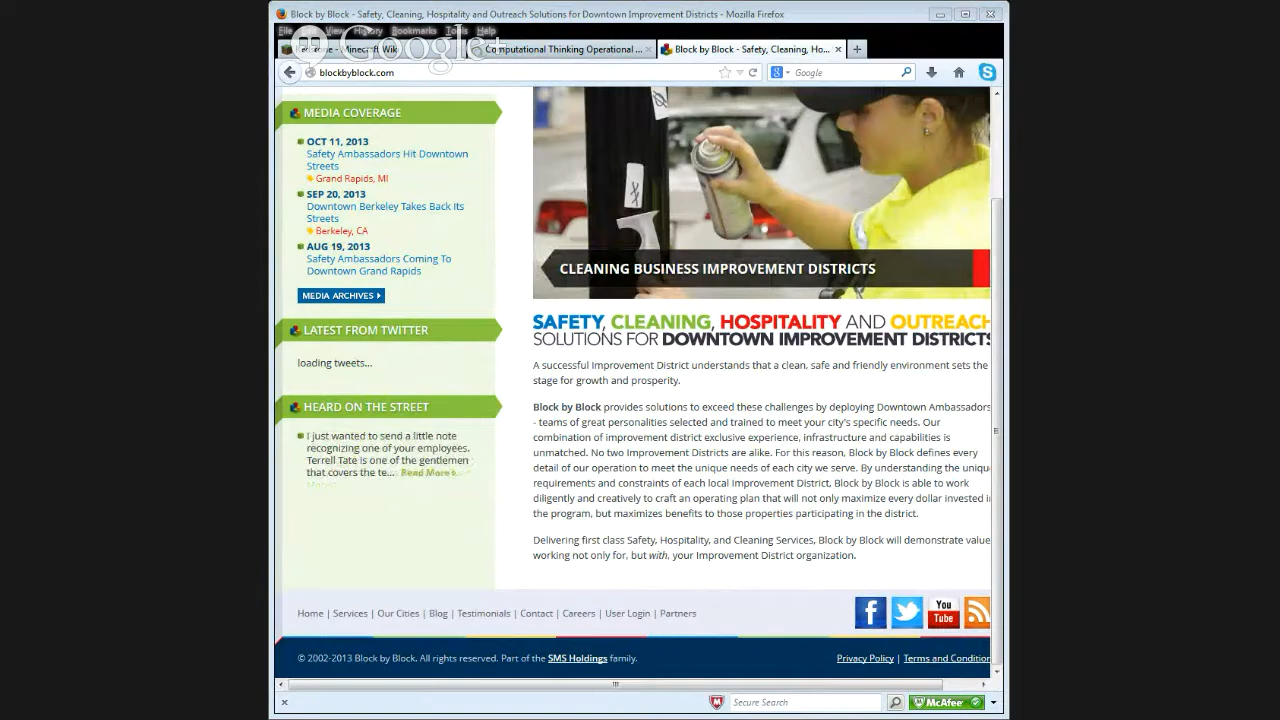 Block by Block - Safety, Cleaning, Hospitality and Outreach Solutions for Downtown Improvement Districts - Mozilla Firefox
File View History Bookmarks Tools Help
Google+
Minecraft Wiki
Computational Thinking Operational ...
Block by Block - Safety, Cleaning, Ho...
blockbyblock.com
Google
MEDIA COVERAGE
OCT 11, 2013
Safety Ambassadors Hit Downtown
Streets
Grand Rapids, MI
SEP 20, 2013
Downtown Berkeley Takes Back Its
Streets
Berkeley, CA
AUG 19, 2013
Safety Ambassadors Coming To
Downtown Grand Rapids
MEDIA ARCHIVES
LATEST FROM TWITTER
loading tweets...
HEARD ON THE STREET
I just wanted to send a little note
recognizing one of your employees.
Terrell Tate is one of the gentlemen
that covers the te... Read More
CLEANING BUSINESS IMPROVEMENT DISTRICTS
SAFETY, CLEANING, HOSPITALITY AND OUTREACH
SOLUTIONS FOR DOWNTOWN IMPROVEMENT DISTRICTS
A successful Improvement District understands that a clean, safe and friendly environment sets the
stage for growth and prosperity.
Block by Block provides solutions to exceed these challenges by deploying Downtown Ambassadors
- teams of great personalities selected and trained to meet your city's specific needs. Our
combination of improvement district exclusive experience, infrastructure and capabilities is
unmatched. No two Improvement Districts are alike. For this reason, Block by Block defines every
detail of our operation to meet the unique needs of each city we serve. By understanding the unique
requirements and constraints of each local Improvement District, Block by Block is able to work
diligently and creatively to craft an operating plan that will not only maximize every dollar invested in
the program, but maximizes benefits to those properties participating in the district.
Delivering first class Safety, Hospitality, and Cleaning Services, Block by Block will demonstrate value
working not only for, but with, your Improvement District organization.
Home | Services | Our Cities | Blog | Testimonials | Contact | Careers | User Login | Partners
You
Tube
© 2002-2013 Block by Block. All rights reserved. Part of the SMS Holdings family.
Privacy Policy | Terms and Condition
Secure Search
McAfee